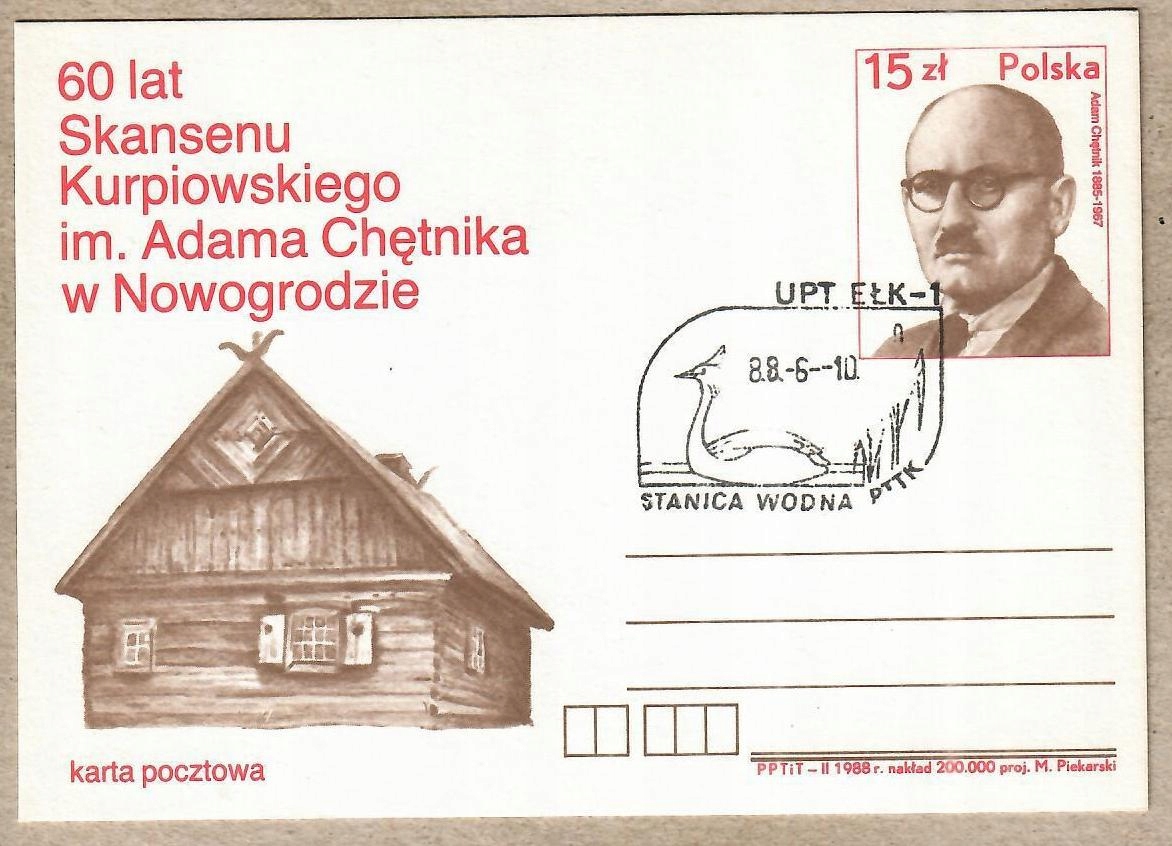 60 lat
Skansenu
Kurpiowskiego
im. Adama Chętnika
w Nowogrodzie
15 zł Polska
Adam Chętnik 1885-1967
UPT EŁK-1
n
88.-6--10.
STANICA WODNA PTTK
karta pocztowa
PPTiT – II 1988 r. nakład 200.000 proj. M. Piekarski